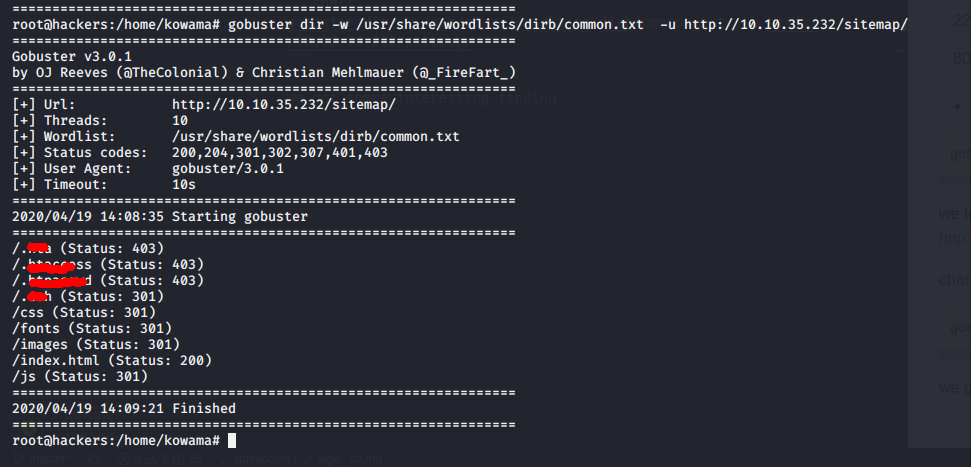 ================================================================
root@hackers:/home/kowama# gobuster dir -w /usr/share/wordlists/dirb/common.txt  -u http://10.10.35.232/sitemap/
================================================================
Gobuster v3.0.1
by OJ Reeves (@TheColonial) & Christian Mehlmauer (@_FireFart_)
================================================================
[+] Url:            http://10.10.35.232/sitemap/
[+] Threads:        10
[+] Wordlist:       /usr/share/wordlists/dirb/common.txt
[+] Status codes:   200,204,301,302,307,401,403
[+] User Agent:     gobuster/3.0.1
[+] Timeout:        10s
================================================================
2020/04/19 14:08:35 Starting gobuster
================================================================
(Status: 403)
(Status: 403)
(Status: 403)
(Status: 301)
/css (Status: 301)
/fonts (Status: 301)
/images (Status: 301)
/index.html (Status: 200)
/js (Status: 301)
================================================================
2020/04/19 14:09:21 Finished
================================================================
root@hackers:/home/kowama#
interesting finding